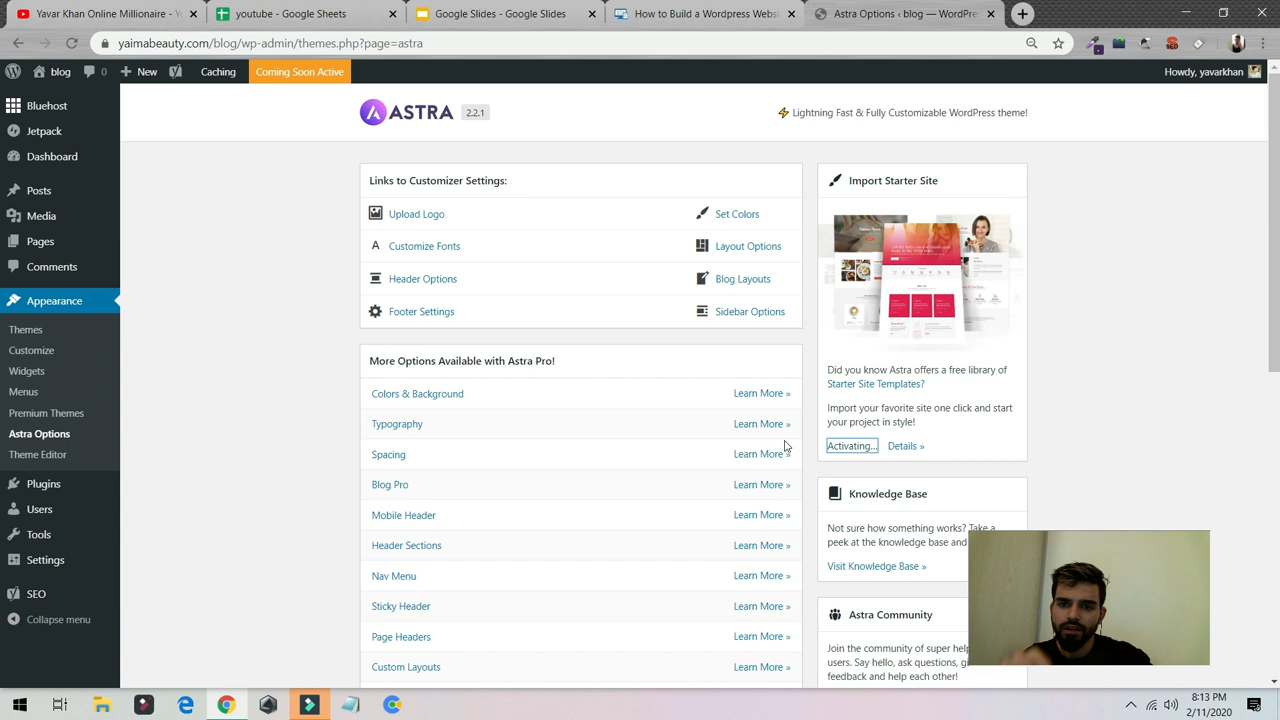 Yavar Khan - YouTube
youtube - Google Sheets
Google Slides - Google Slides
How to Build a Wordpress Webs
Astra Options ‹ blog — WordPress
yaimabeauty.com/blog/wp-admin/themes.php?page=astra
blog
0
New
Caching
Coming Soon Active
Howdy, yavarkhan
Bluehost
Jetpack
Dashboard
Posts
Media
Pages
Comments
Appearance
Themes
Customize
Widgets
Menus
Premium Themes
Astra Options
Theme Editor
Plugins
Users
Tools
Settings
SEO
Collapse menu
ASTRA
2.2.1
Lightning Fast & Fully Customizable WordPress theme!
Links to Customizer Settings:
Upload Logo
Set Colors
Customize Fonts
Layout Options
Header Options
Blog Layouts
Footer Settings
Sidebar Options
More Options Available with Astra Pro!
Colors & Background
Learn More »
Typography
Learn More »
Spacing
Learn More »
Blog Pro
Learn More »
Mobile Header
Learn More »
Header Sections
Learn More »
Nav Menu
Learn More »
Sticky Header
Learn More »
Page Headers
Learn More »
Custom Layouts
Learn More »
Import Starter Site
Did you know Astra offers a free library of
Starter Site Templates?
Import your favorite site one click and start
your project in style!
Activating...
Details »
Knowledge Base
Not sure how something works? Take a
peek at the knowledge base and
Visit Knowledge Base »
Astra Community
Join the community of super
users. Say hello, ask questions,
feedback and help each other!
8:13 PM
2/11/2020